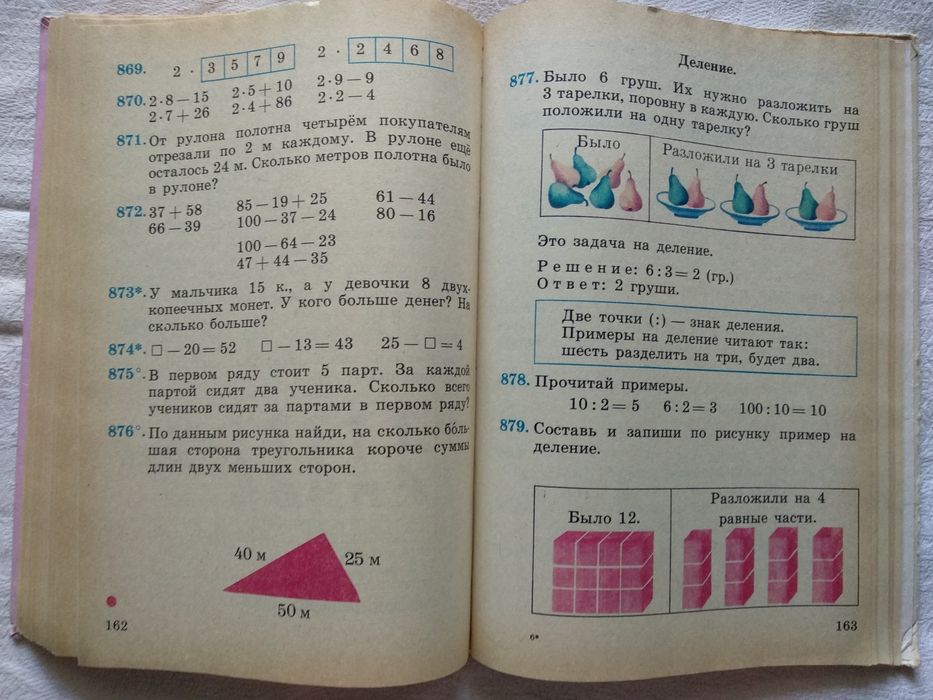 869. 2 · 3 5 7 9 2 · 2 4 6 8
870. 2·8−15 2·5+10 2·9−9
2·7+26 2·4+86 2·2−4
871. От рулона полотна четырём покупателям
отрезали по 2 м каждому. В рулоне ещё
осталось 24 м. Сколько метров полотна было
в рулоне?
872. 37+58 85−19+25 61−44
66−39 100−37−24 80−16
100−64−23
47+44−35
873*. У мальчика 15 к., а у девочки 8 двух-
копеечных монет. У кого больше денег? На
сколько больше?
874*. □−20=52 □−13=43 25−□=4
875°. В первом ряду стоит 5 парт. За каждой
партой сидят два ученика. Сколько всего
учеников сидят за партами в первом ряду?
876°. По данным рисунка найди, на сколько бо́ль-
шая сторона треугольника короче суммы
длин двух меньших сторон.
40 м 25 м
50 м
162
Деление.
877. Было 6 груш. Их нужно разложить на
3 тарелки, поровну в каждую. Сколько груш
положили на одну тарелку?
Было Разложили на 3 тарелки
Это задача на деление.
Решение: 6:3=2 (гр.)
Ответ: 2 груши.
Две точки (:) — знак деления.
Примеры на деление читают так:
шесть разделить на три, будет два.
878. Прочитай примеры.
10:2=5 6:2=3 100:10=10
879. Составь и запиши по рисунку пример на
деление.
Было 12. Разложили на 4
равные части.
6* 163